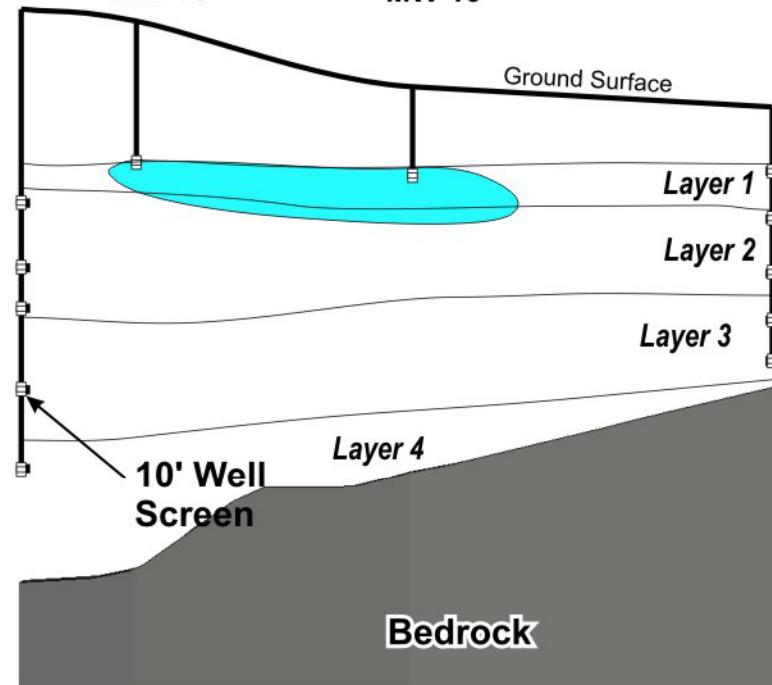 Ground Surface
Layer 1
Layer 2
Layer 3
Layer 4
10' Well
Screen
Bedrock